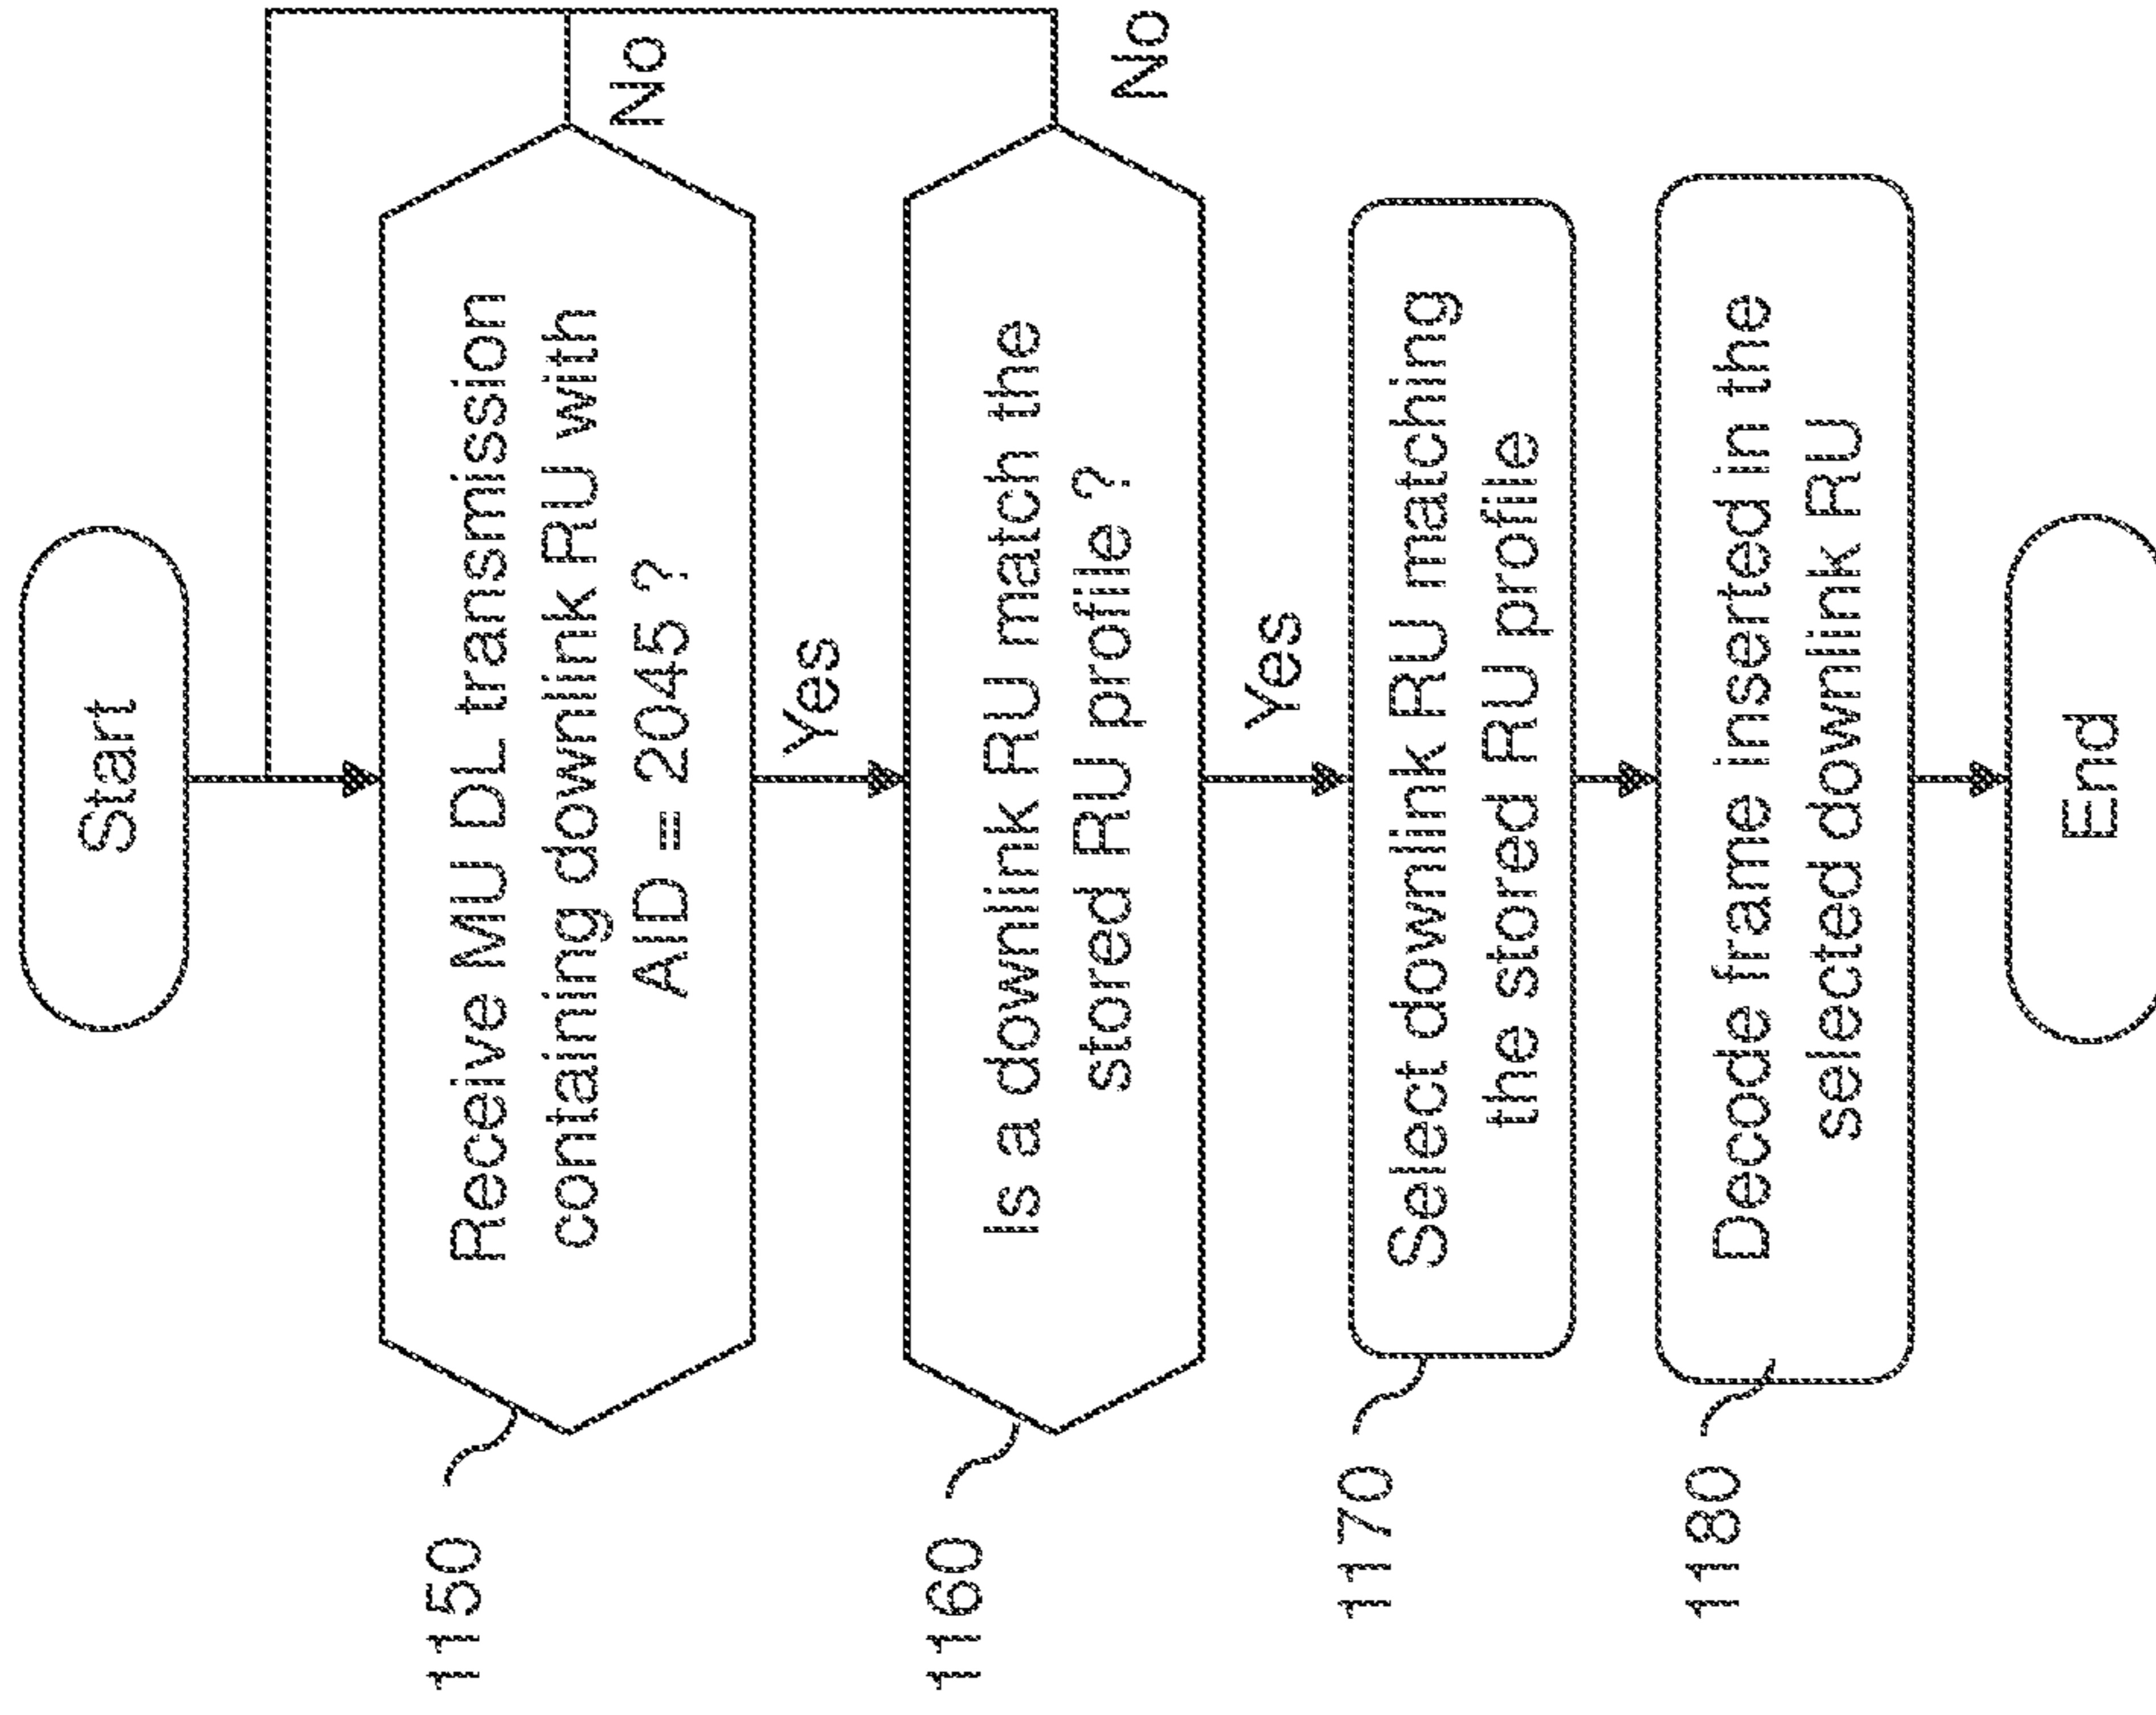 Start
1150
Receive MU DL transmission
containing downlink RU with
AID = 2045 ?
No
Yes
1160
Is a downlink RU match the
stored RU profile ?
No
Yes
1170
Select downlink RU matching
the stored RU profile
1180
Decode frame inserted in the
selected downlink RU
End